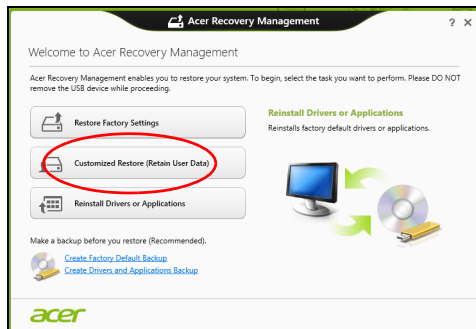 Acer Recovery Management
? X
Welcome to Acer Recovery Management
Acer Recovery Management enables you to restore your system. To begin, select the task you want to perform. Please DO NOT
remove the USB device while proceeding.
Restore Factory Settings
Customized Restore (Retain User Data)
Reinstall Drivers or Applications
Reinstall Drivers or Applications
Reinstalls factory default drivers or applications.
Make a backup before you restore (Recommended).
Create Factory Default Backup
Create Drivers and Applications Backup
acer